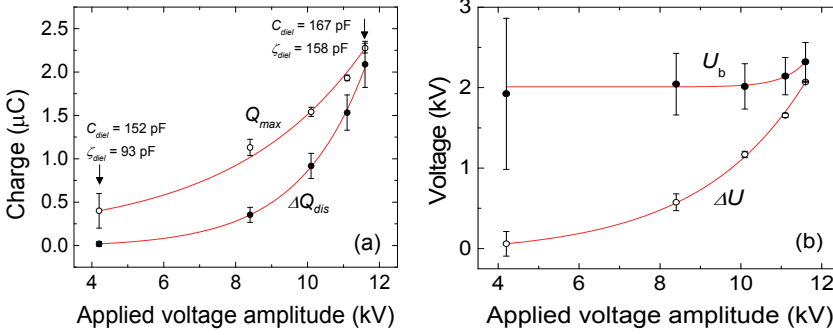 C_diel = 152 pF
ζ_diel = 93 pF
C_diel = 167 pF
ζ_diel = 158 pF
Q_max
ΔQ_dis
(a)
Charge (μC)
2.5
2.0
1.5
1.0
0.5
0.0
4 6 8 10 12
Applied voltage amplitude (kV)
U_b
ΔU
(b)
Voltage (kV)
3
2
1
0
4 6 8 10 12
Applied voltage amplitude (kV)